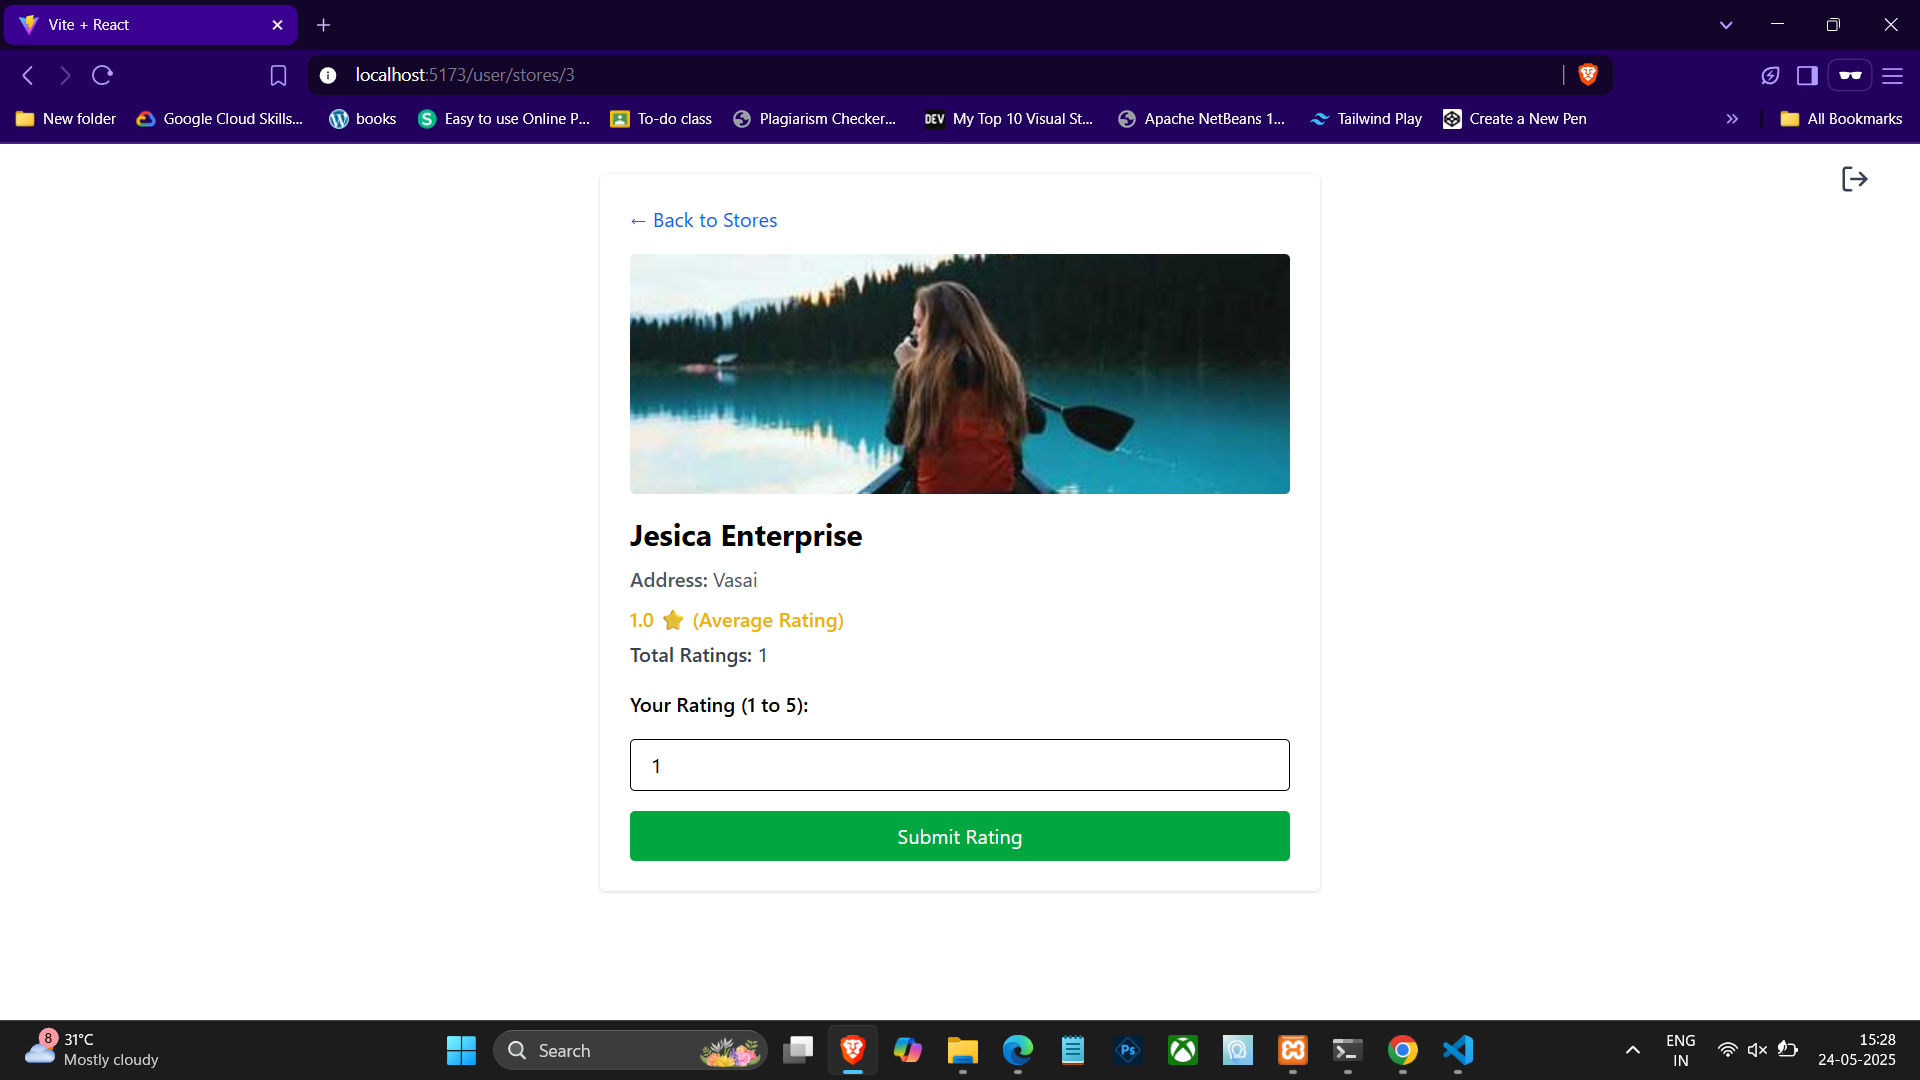 Vite + React
localhost:5173/user/stores/3
New folder
Google Cloud Skills...
books
Easy to use Online P...
To-do class
Plagiarism Checker...
DEV My Top 10 Visual St...
Apache NetBeans 1...
Tailwind Play
Create a New Pen
All Bookmarks
← Back to Stores
Jesica Enterprise
Address: Vasai
1.0 ⭐ (Average Rating)
Total Ratings: 1
Your Rating (1 to 5):
1
Submit Rating
8
31°C
Mostly cloudy
Search
Ps
ENG
IN
15:28
24-05-2025